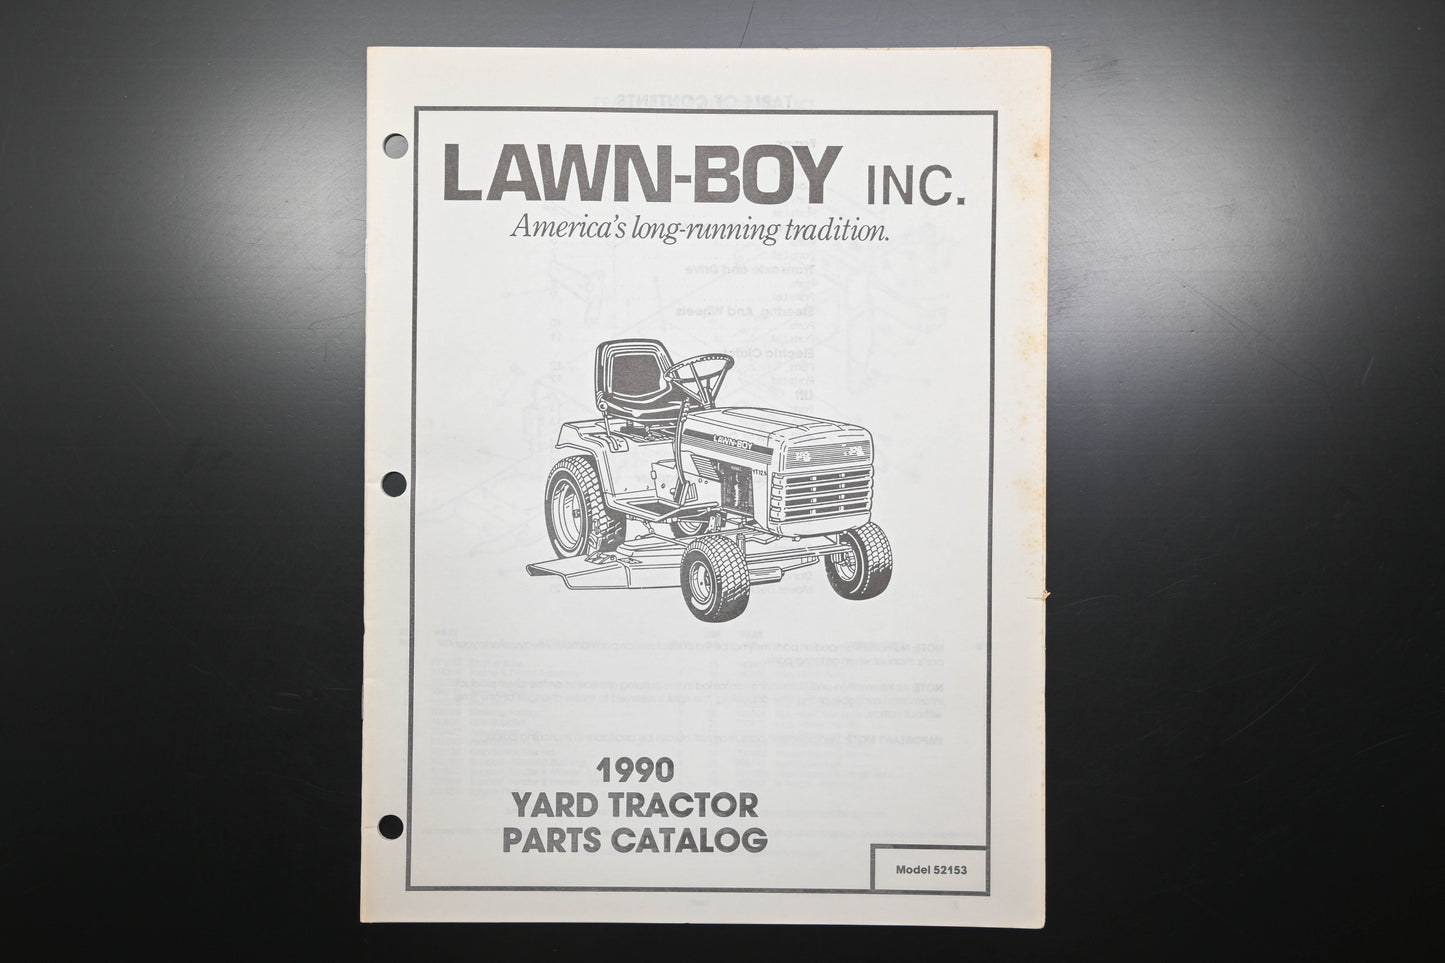 LAWN-BOY INC.
America's long-running tradition.
LAWN-BOY
1990
YARD TRACTOR
PARTS CATALOG
Model 52153